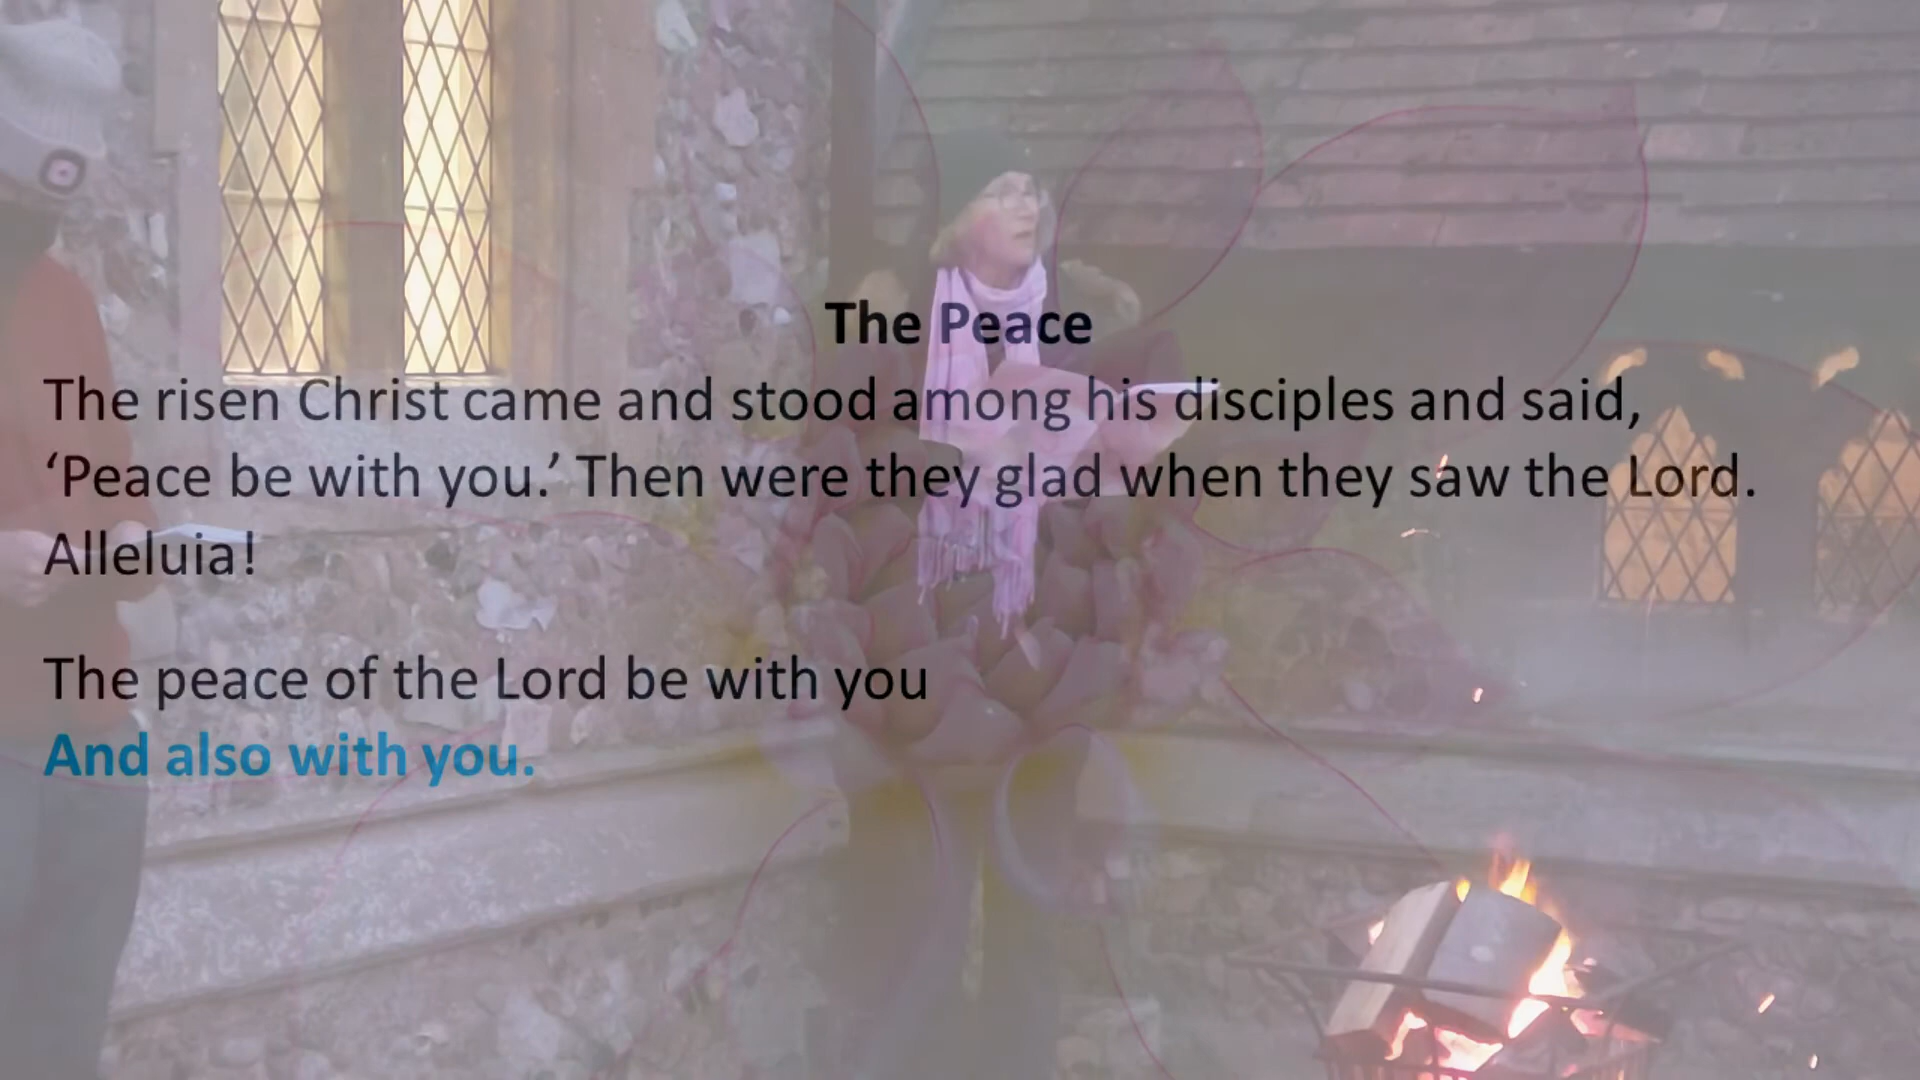 The Peace
The risen Christ came and stood among his disciples and said,
‘Peace be with you.’ Then were they glad when they saw the Lord.
Alleluia!
The peace of the Lord be with you
And also with you.